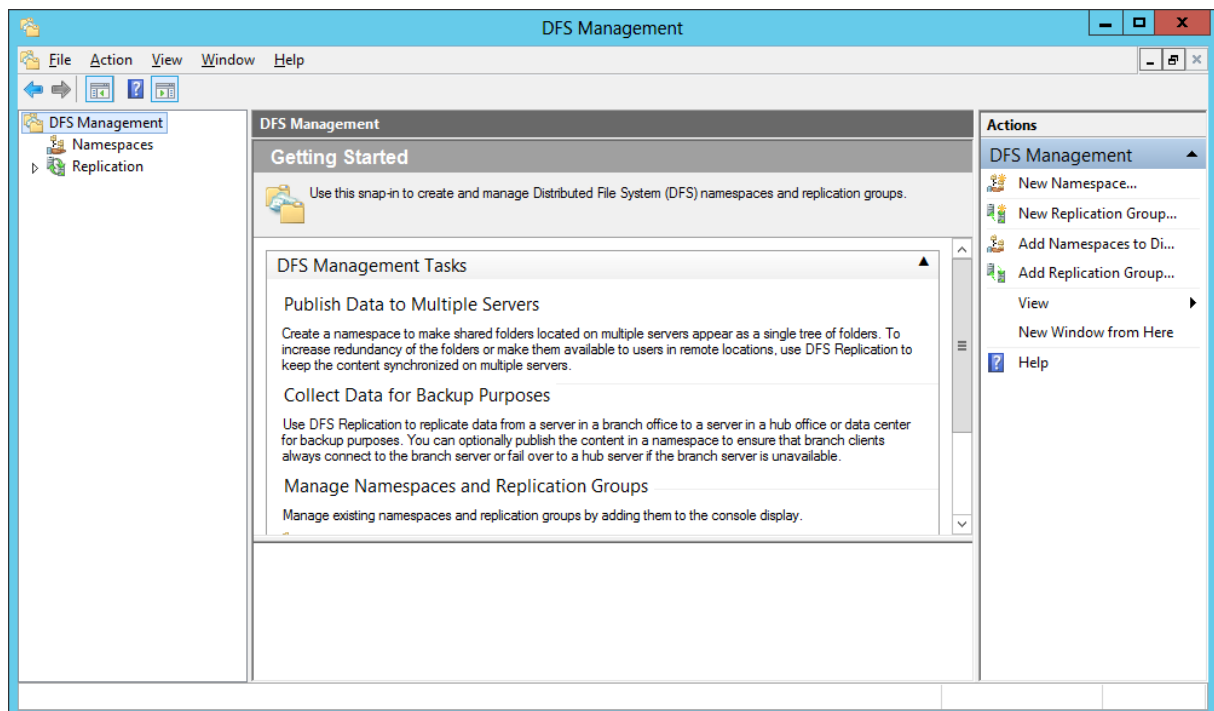 DFS Management
File Action View Window Help
DFS Management
Namespaces
Replication
DFS Management
Getting Started
Use this snap-in to create and manage Distributed File System (DFS) namespaces and replication groups.
DFS Management Tasks
Publish Data to Multiple Servers
Create a namespace to make shared folders located on multiple servers appear as a single tree of folders. To
increase redundancy of the folders or make them available to users in remote locations, use DFS Replication to
keep the content synchronized on multiple servers.
Collect Data for Backup Purposes
Use DFS Replication to replicate data from a server in a branch office to a server in a hub office or data center
for backup purposes. You can optionally publish the content in a namespace to ensure that branch clients
always connect to the branch server or fail over to a hub server if the branch server is unavailable.
Manage Namespaces and Replication Groups
Manage existing namespaces and replication groups by adding them to the console display.
Actions
DFS Management
New Namespace...
New Replication Group...
Add Namespaces to Di...
Add Replication Group...
View
New Window from Here
Help